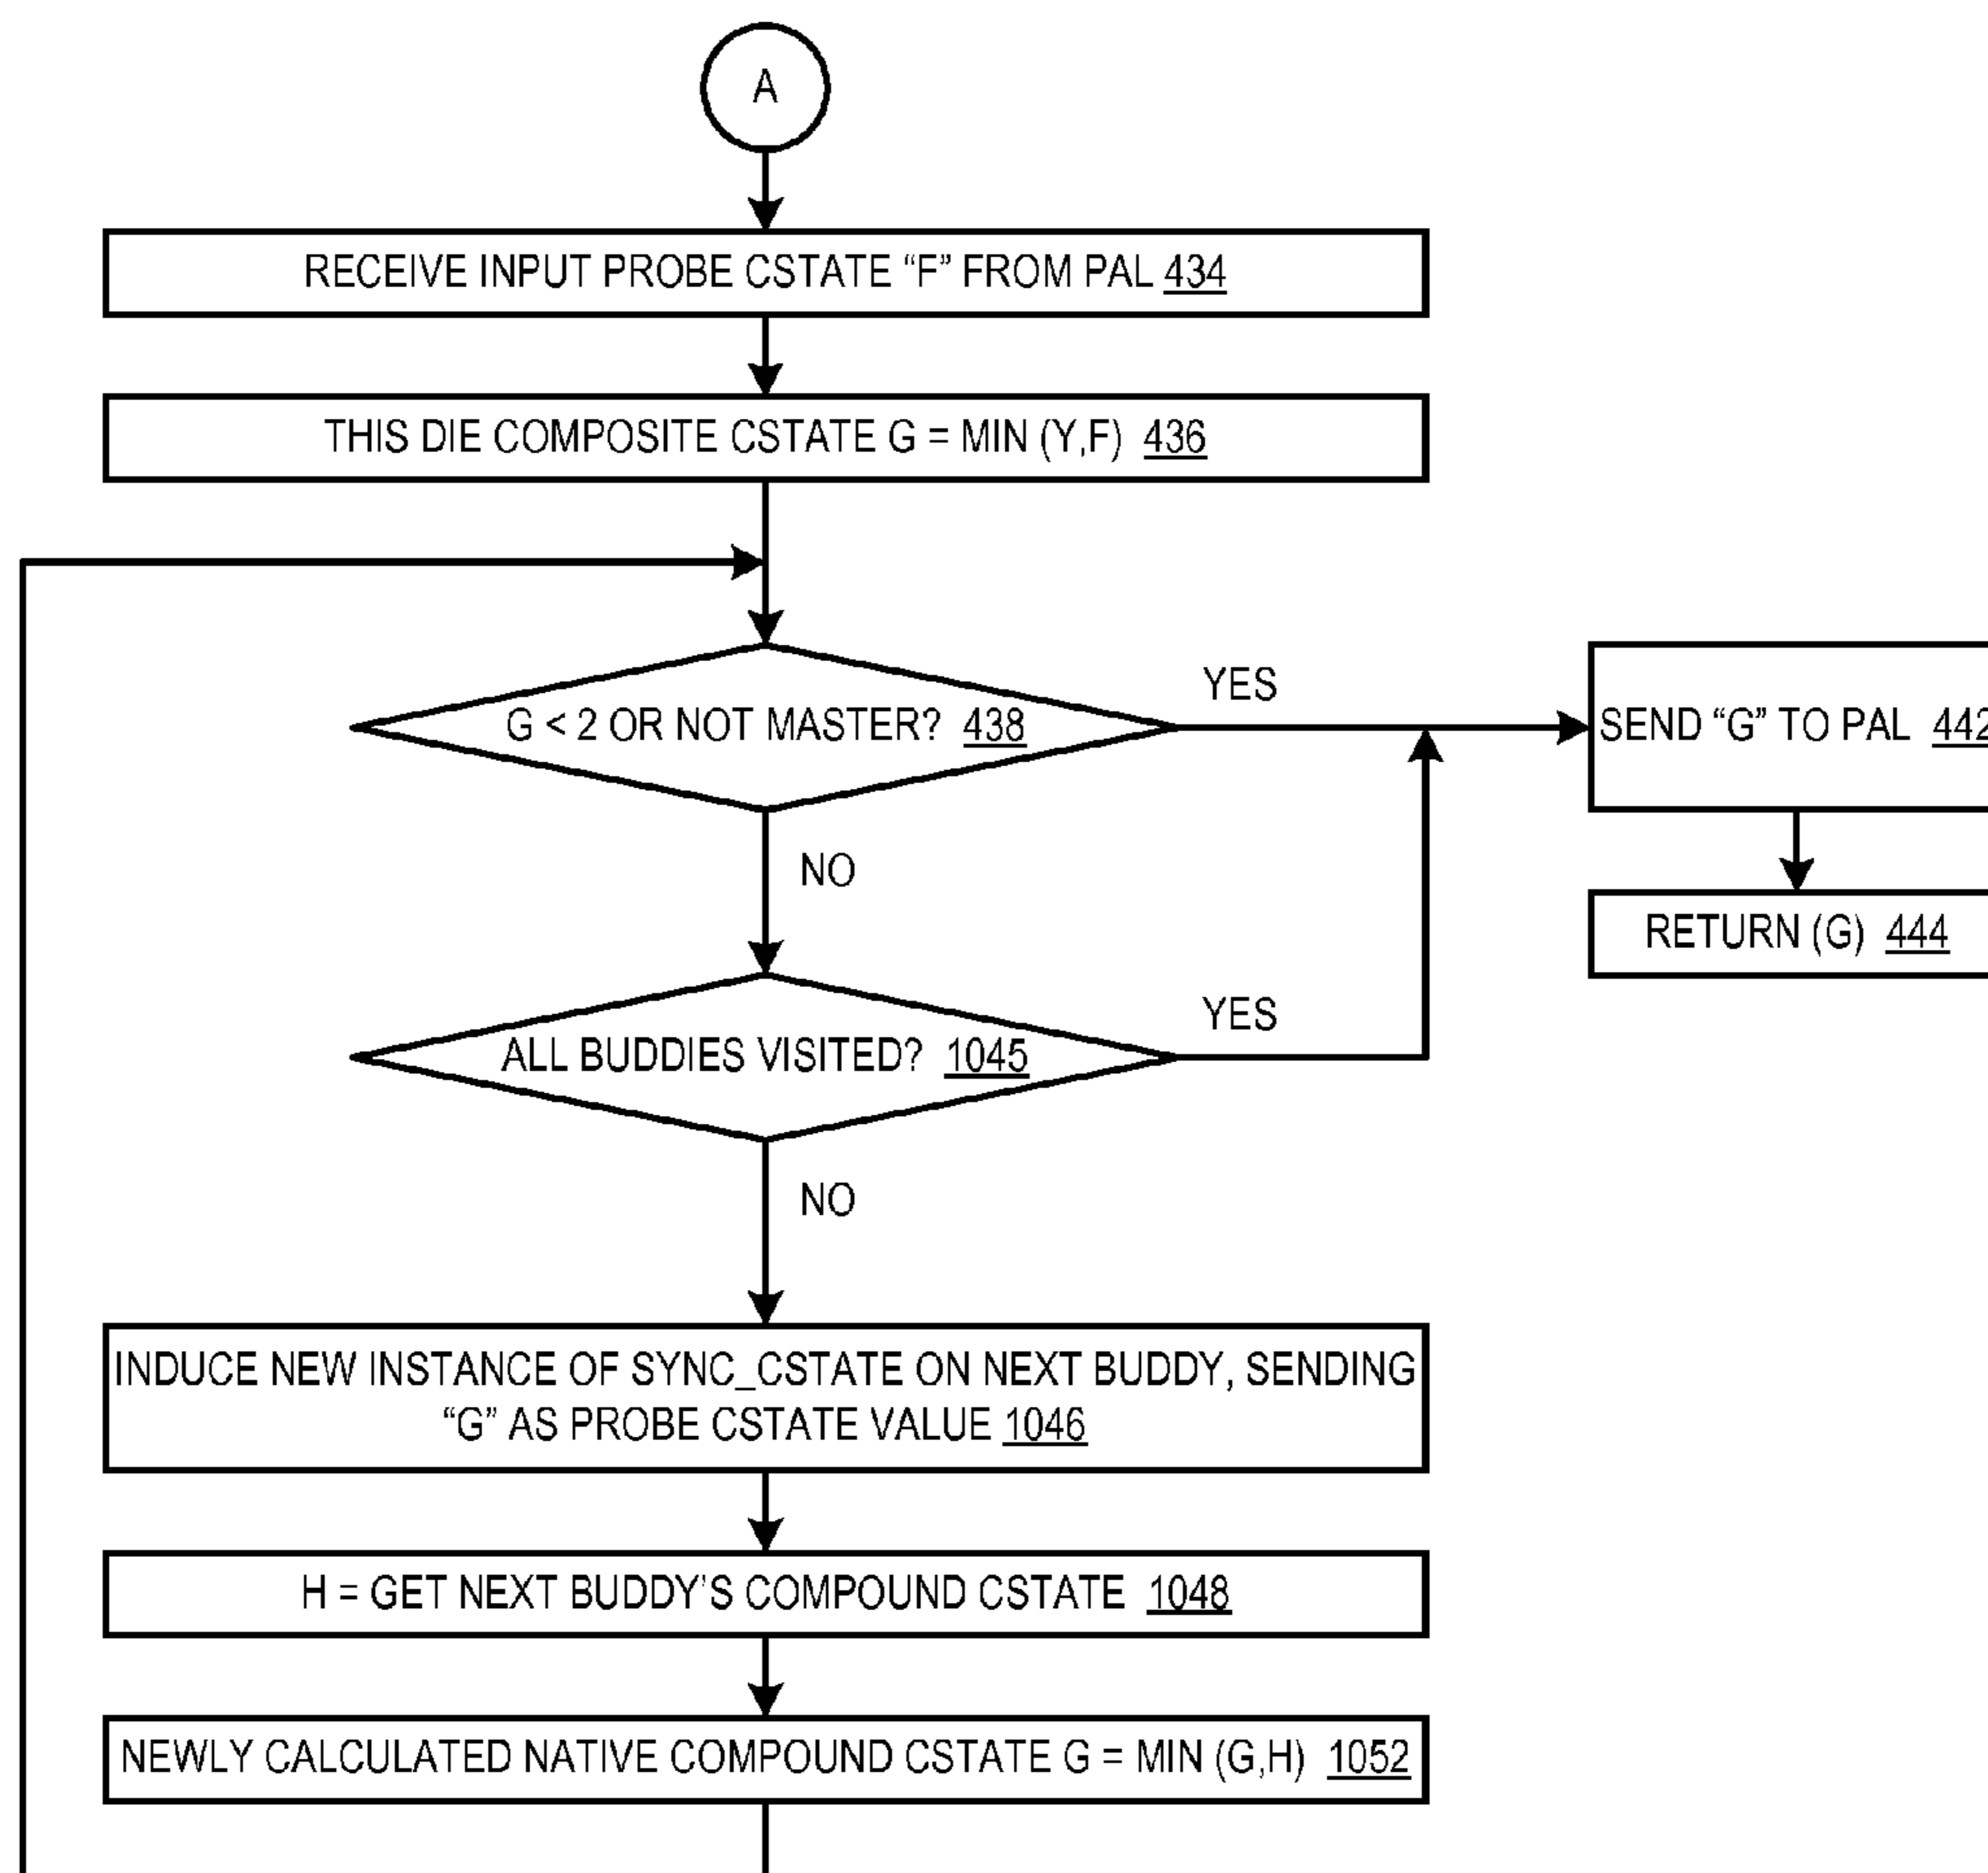 A
RECEIVE INPUT PROBE CSTATE “F” FROM PAL 434
THIS DIE COMPOSITE CSTATE G = MIN (Y,F) 436
G < 2 OR NOT MASTER? 438
YES
SEND “G” TO PAL 442
NO
RETURN (G) 444
ALL BUDDIES VISITED? 1045
YES
NO
INDUCE NEW INSTANCE OF SYNC_CSTATE ON NEXT BUDDY, SENDING
“G” AS PROBE CSTATE VALUE 1046
H = GET NEXT BUDDY’S COMPOUND CSTATE 1048
NEWLY CALCULATED NATIVE COMPOUND CSTATE G = MIN (G,H) 1052